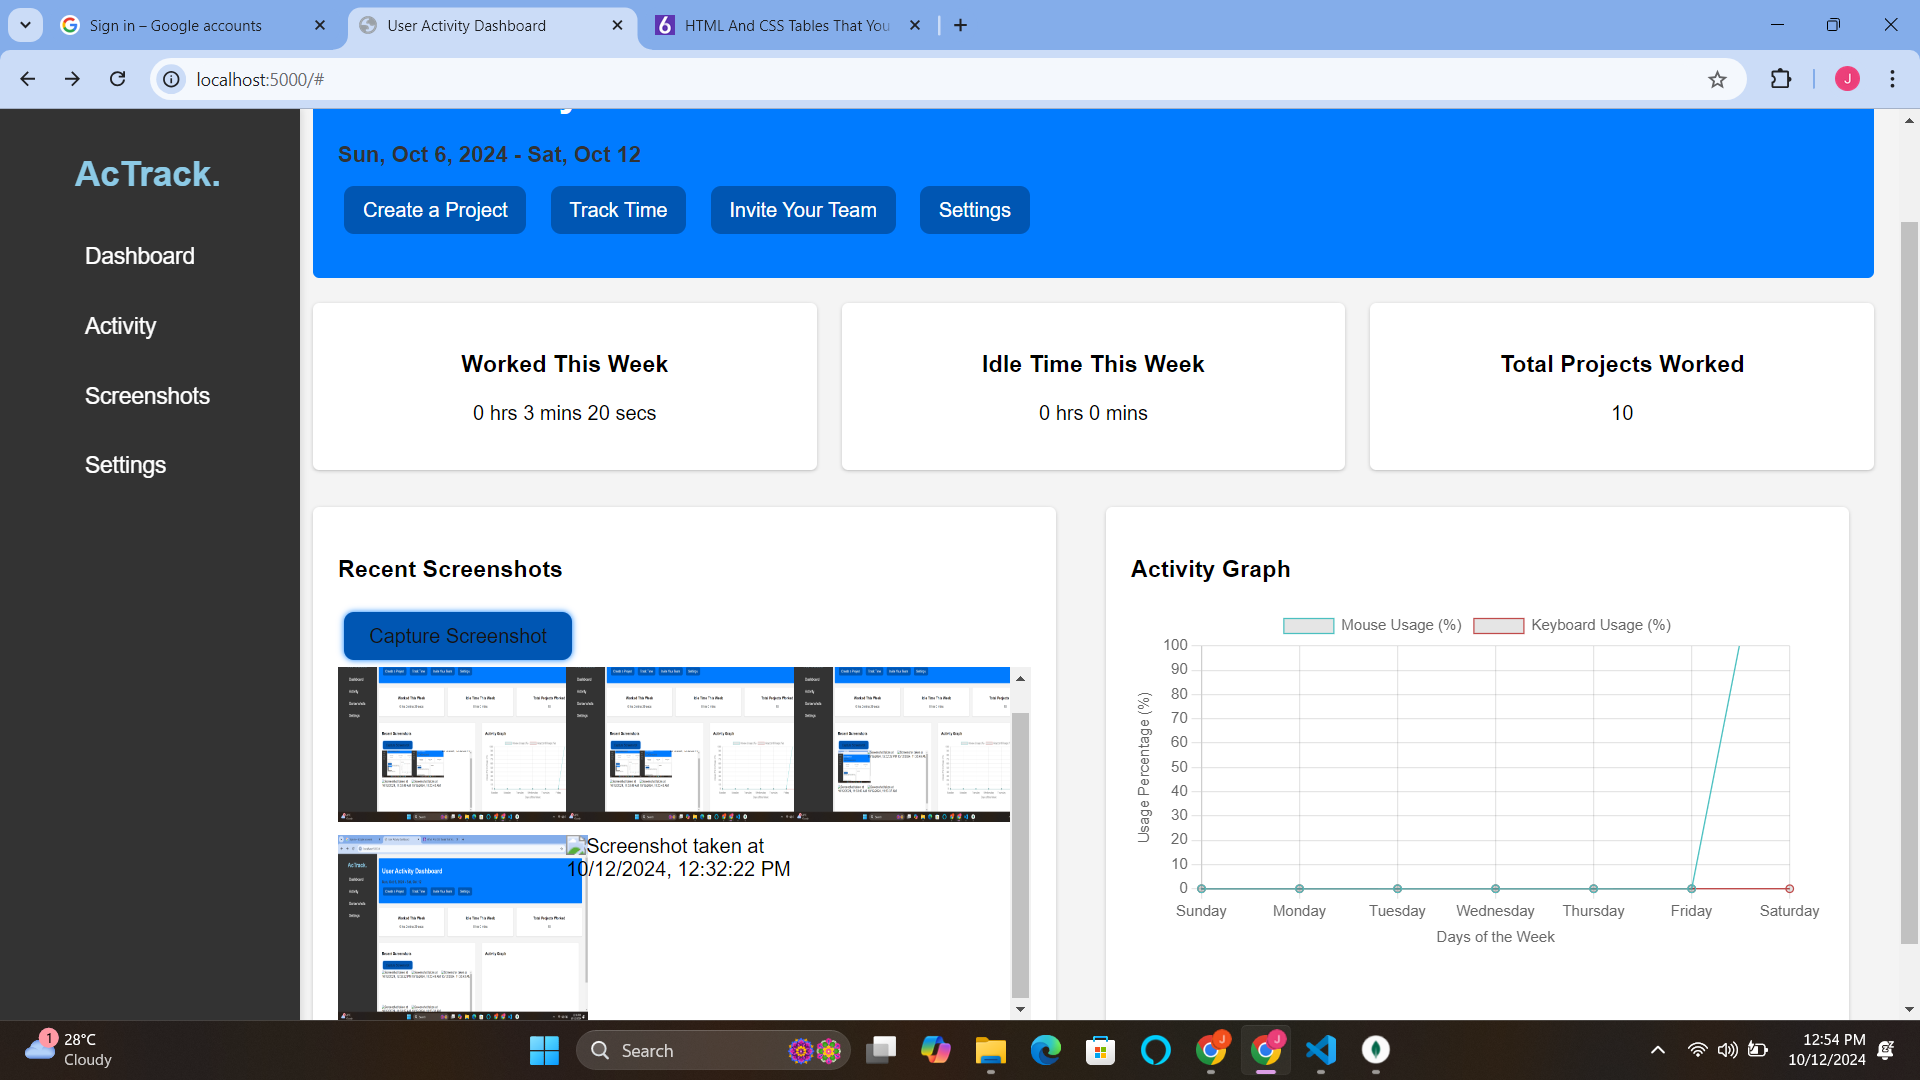 Sign in – Google accounts
User Activity Dashboard
HTML And CSS Tables That You
localhost:5000/#
J
AcTrack.
Dashboard
Activity
Screenshots
Settings
Sun, Oct 6, 2024 - Sat, Oct 12
Create a Project
Track Time
Invite Your Team
Settings
Worked This Week
0 hrs 3 mins 20 secs
Idle Time This Week
0 hrs 0 mins
Total Projects Worked
10
Recent Screenshots
Capture Screenshot
User Activity Dashboard
Screenshot taken at
10/12/2024, 12:32:22 PM
Activity Graph
Mouse Usage (%)
Keyboard Usage (%)
Usage Percentage (%)
100
90
80
70
60
50
40
30
20
10
0
Sunday
Monday
Tuesday
Wednesday
Thursday
Friday
Saturday
Days of the Week
1
28°C
Cloudy
Search
J
J
12:54 PM
10/12/2024